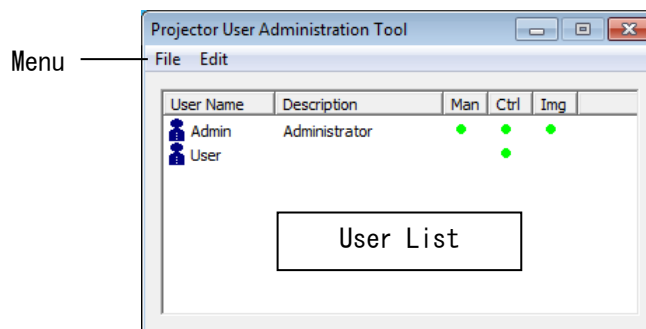 Projector User Administration Tool
Menu
File Edit
User Name Description Man Ctrl Img
Admin Administrator
User
User List